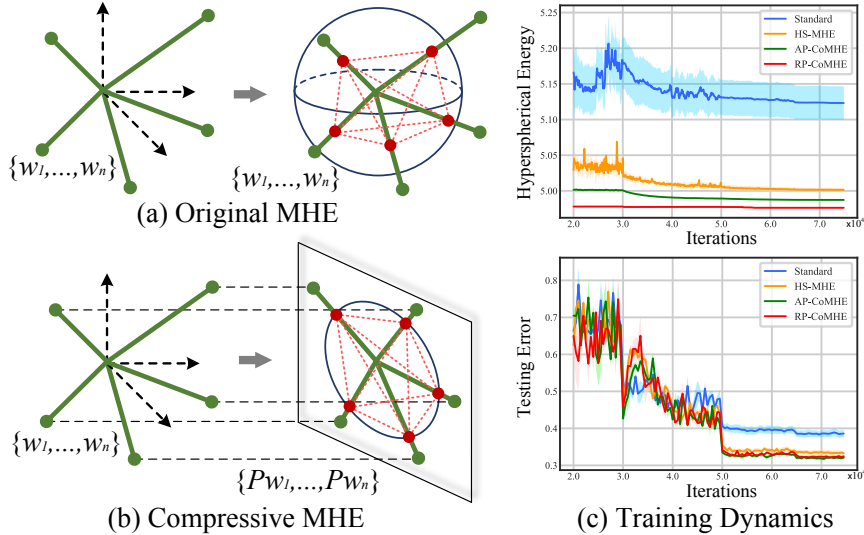 {w1,...,wn}
{w1,...,wn}
(a) Original MHE
{w1,...,wn}
{Pw1,...,Pwn}
(b) Compressive MHE
Hyperspherical Energy
5.25
5.20
5.15
5.10
5.05
5.00
Standard
HS-MHE
AP-CoMHE
RP-CoMHE
2.0 3.0 4.0 5.0 6.0 7.0 x10⁴
Iterations
Testing Error
0.8
0.7
0.6
0.5
0.4
0.3
Standard
HS-MHE
AP-CoMHE
RP-CoMHE
2.0 3.0 4.0 5.0 6.0 7.0 x10⁴
Iterations
(c) Training Dynamics